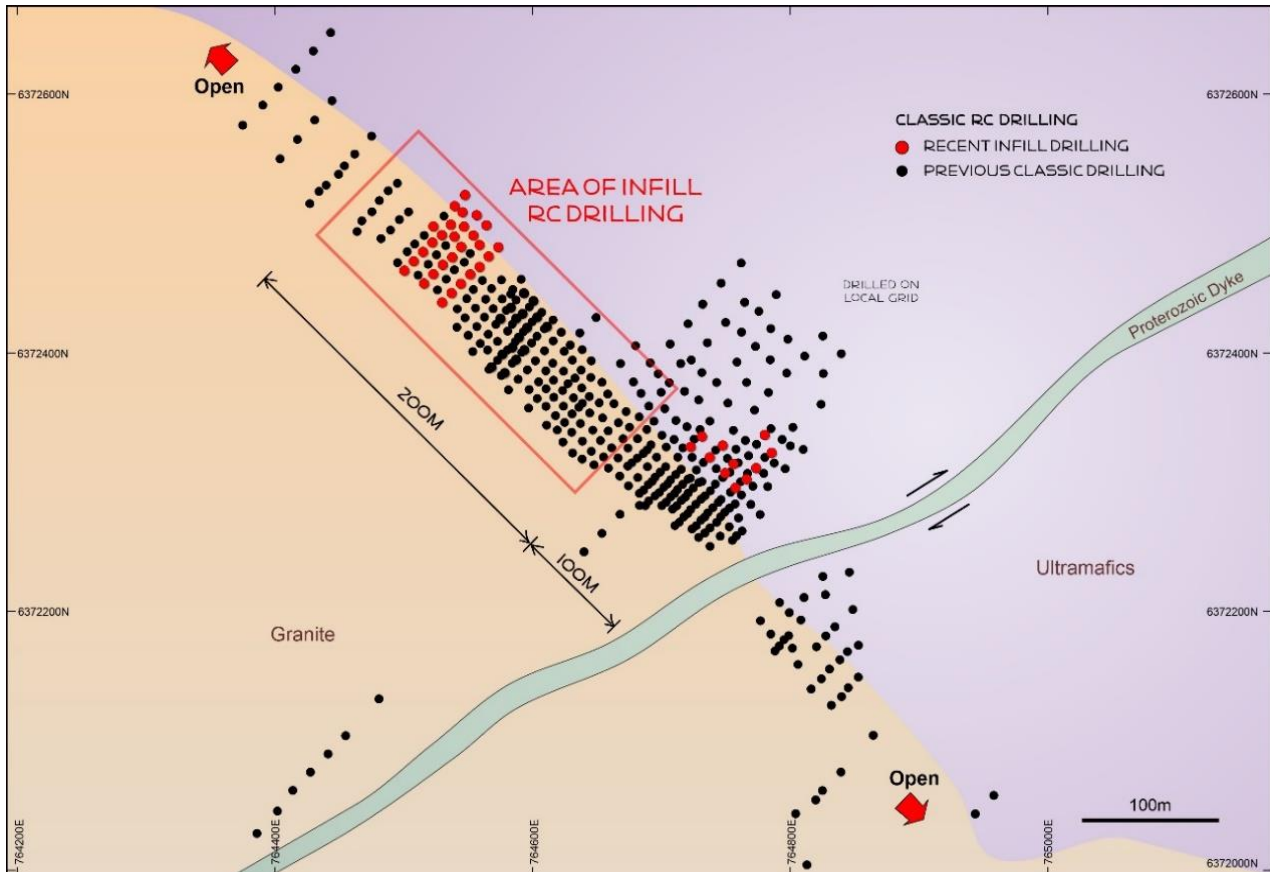 Open
6372600N
6372600N
CLASSIC RC DRILLING
RECENT INFILL DRILLING
PREVIOUS CLASSIC DRILLING
AREA OF INFILL
RC DRILLING
DRILLED ON
LOCAL GRID
Proterozoic Dyke
6372400N
6372400N
200M
100M
Ultramafics
6372200N
6372200N
Granite
Open
100m
764200E
764400E
764600E
764800E
765000E
6372000N